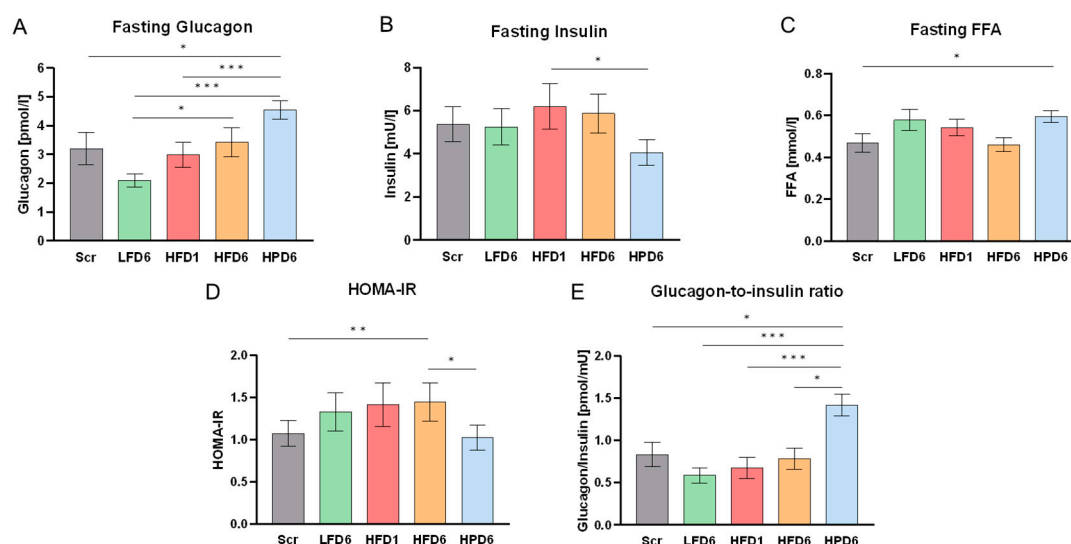 A
Fasting Glucagon
Glucagon [pmol/l]
6
5
4
3
2
1
0
*
* * *
* * *
*
Scr LFD6 HFD1 HFD6 HPD6
B
Fasting Insulin
Insulin [mU/l]
8
6
4
2
0
*
Scr LFD6 HFD1 HFD6 HPD6
C
Fasting FFA
FFA [mmol/l]
0.8
0.6
0.4
0.2
0.0
*
Scr LFD6 HFD1 HFD6 HPD6
D
HOMA-IR
HOMA-IR
2.0
1.5
1.0
0.5
0.0
* *
*
Scr LFD6 HFD1 HFD6 HPD6
E
Glucagon-to-insulin ratio
Glucagon/Insulin [pmol/mU]
2.0
1.5
1.0
0.5
0.0
*
* * *
* * *
*
Scr LFD6 HFD1 HFD6 HPD6